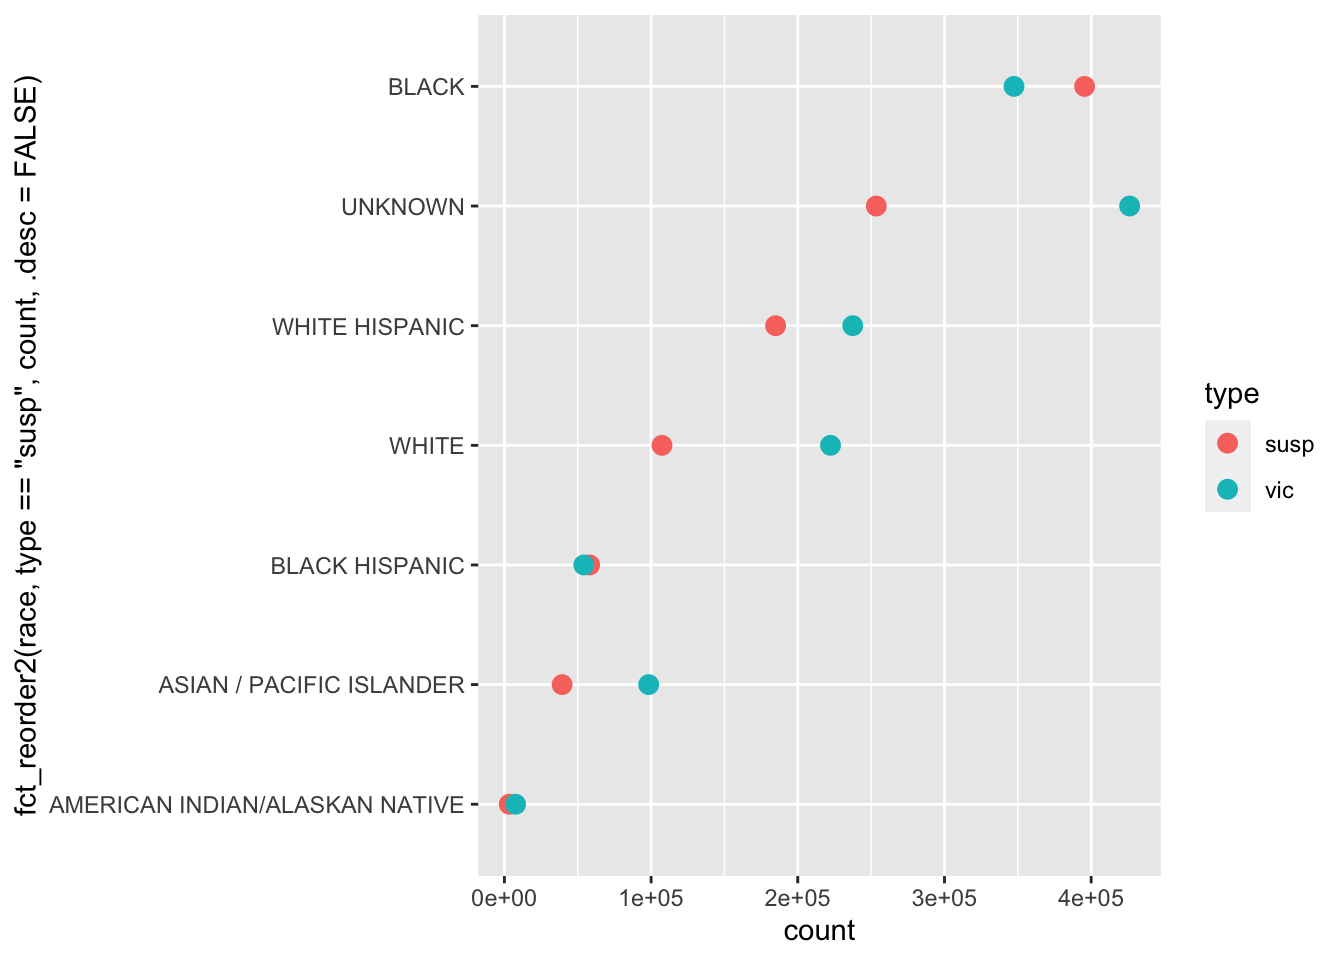 fct_reorder2(race, type == "susp", count, .desc = FALSE)
BLACK
UNKNOWN
WHITE HISPANIC
WHITE
BLACK HISPANIC
ASIAN / PACIFIC ISLANDER
AMERICAN INDIAN/ALASKAN NATIVE
0e+00 1e+05 2e+05 3e+05 4e+05
count
type
susp
vic